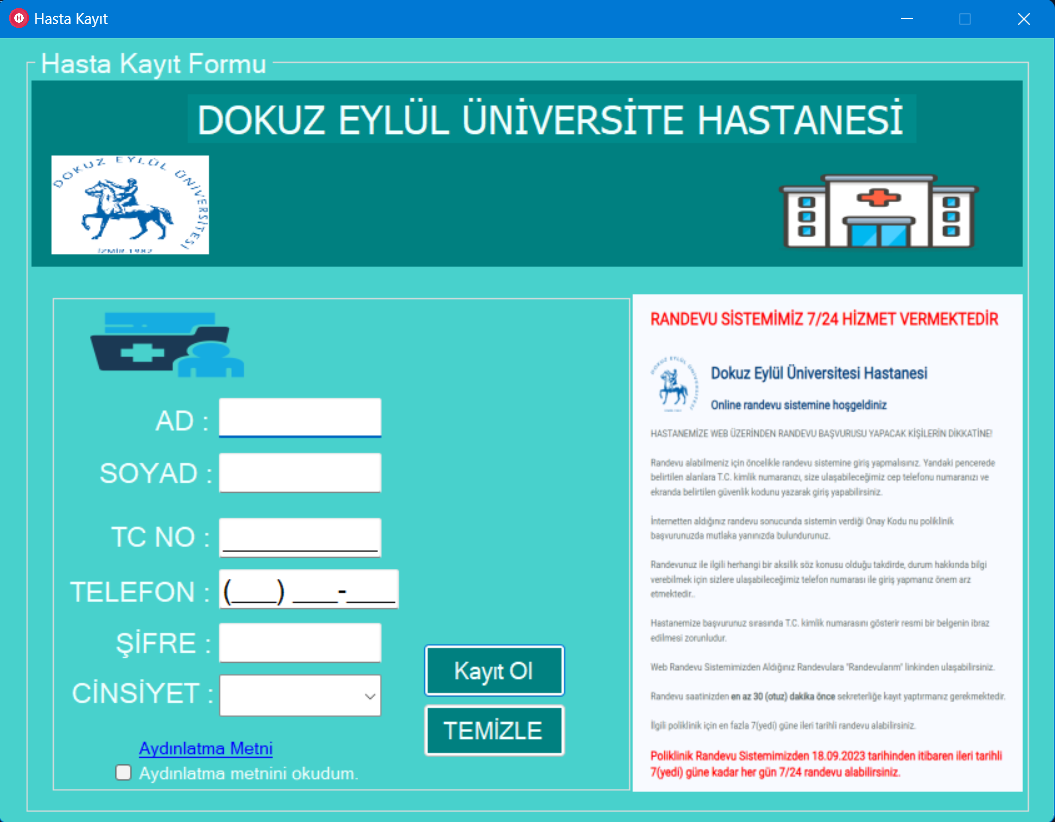 Hasta Kayıt
Hasta Kayıt Formu
DOKUZ EYLÜL ÜNİVERSİTE HASTANESİ
DOKUZ EYLÜL ÜNİVERSİTESİ
İZMİR 1982
AD :
SOYAD :
TC NO :
TELEFON :
(___) ___-____
ŞİFRE :
CİNSİYET :
Kayıt Ol
TEMİZLE
Aydınlatma Metni
Aydınlatma metnini okudum.
RANDEVU SİSTEMİMİZ 7/24 HİZMET VERMEKTEDİR
DOKUZ EYLÜL ÜNİVERSİTESİ
Dokuz Eylül Üniversitesi Hastanesi
Online randevu sistemine hoşgeldiniz
HASTANEMİZE WEB ÜZERİNDEN RANDEVU BAŞVURUSU YAPACAK KİŞİLERİN DİKKATİNE!
Randevu alabilmeniz için öncelikle randevu sistemine giriş yapmalısınız. Yandaki pencerede
belirtilen alanlara T.C. kimlik numaranızı, size ulaşabileceğimiz cep telefonu numaranızı ve
ekranda belirtilen güvenlik kodunu yazarak giriş yapabilirsiniz.
İnternetten aldığınız randevu sonucunda sistemin verdiği Onay Kodu nu poliklinik
başvurunuzda mutlaka yanınızda bulundurunuz.
Randevunuz ile ilgili herhangi bir aksilik söz konusu olduğu takdirde, durum hakkında bilgi
verebilmek için sizlere ulaşabileceğimiz telefon numarası ile giriş yapmanız önem arz
etmektedir..
Hastanemize başvurunuz sırasında T.C. kimlik numarasını gösterir resmi bir belgenin ibraz
edilmesi zorunludur.
Web Randevu Sistemimizden Aldığınız Randevulara "Randevularım" linkinden ulaşabilirsiniz.
Randevu saatinizden en az 30 (otuz) dakika önce sekreterliğe kayıt yaptırmanız gerekmektedir.
İlgili poliklinik için en fazla 7(yedi) güne ileri tarihli randevu alabilirsiniz.
Poliklinik Randevu Sistemimizden 18.09.2023 tarihinden itibaren ileri tarihli
7(yedi) güne kadar her gün 7/24 randevu alabilirsiniz.